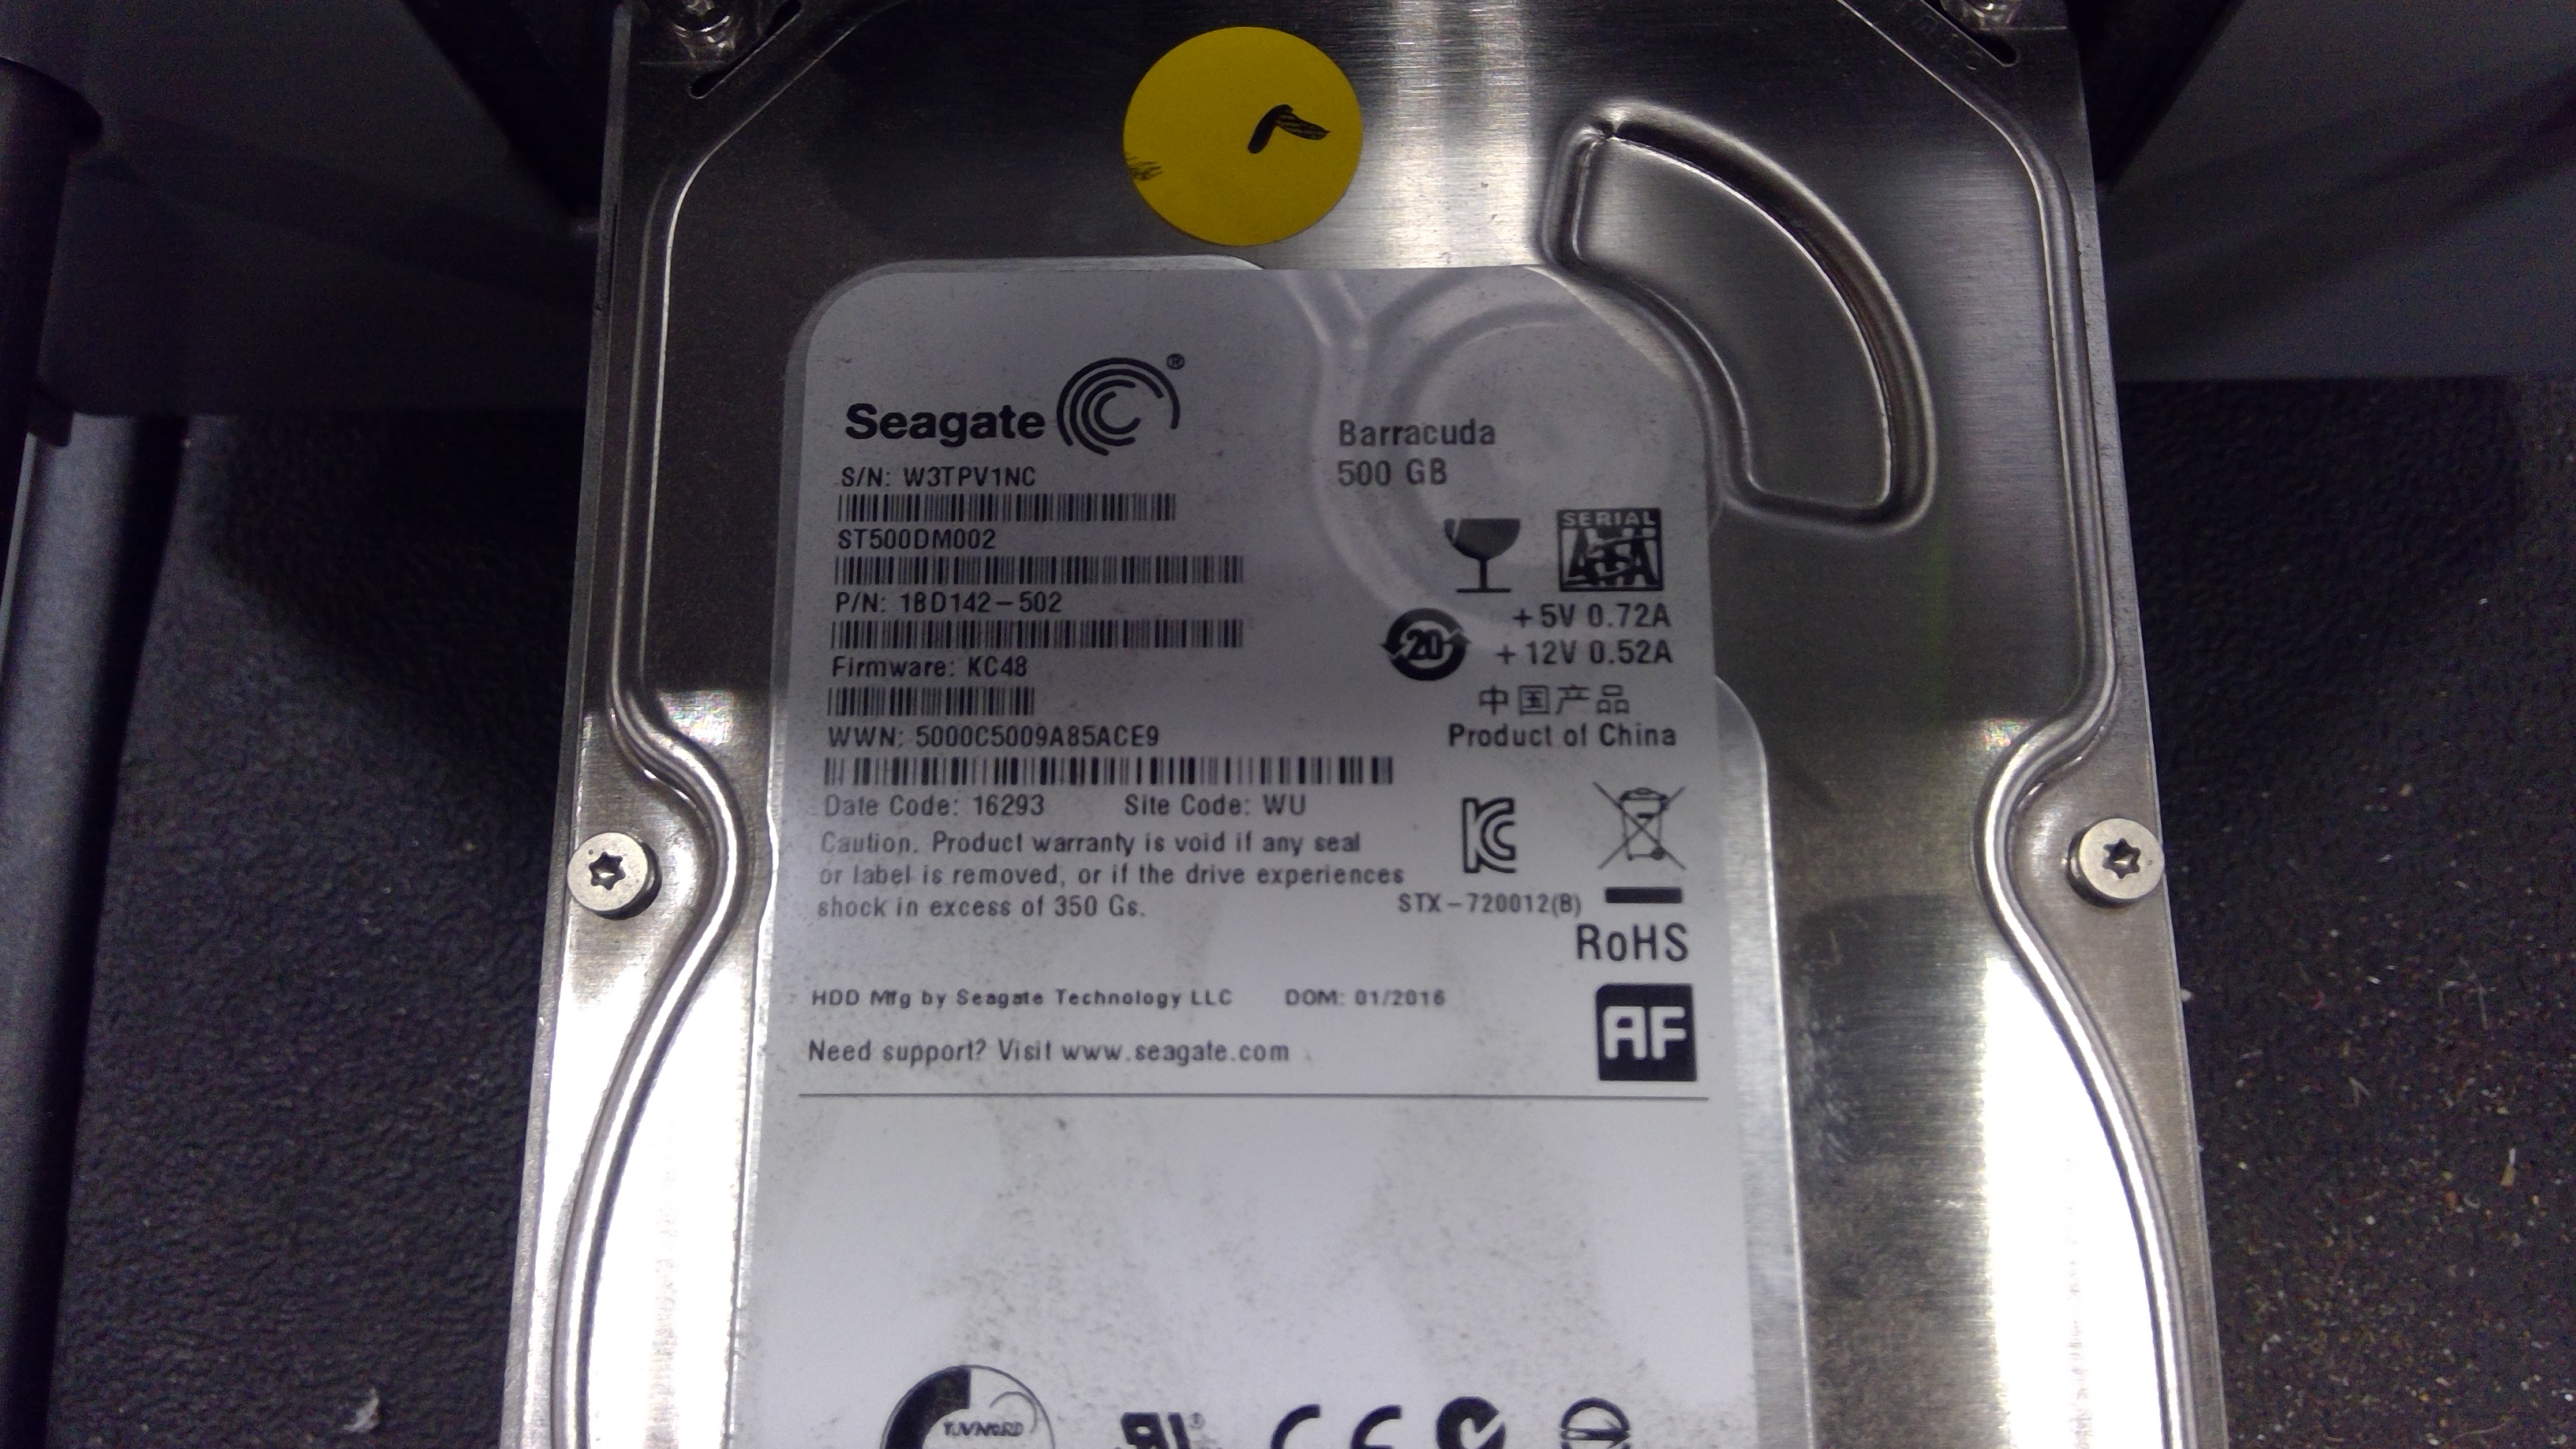 Seagate ®
Barracuda
500 GB
S/N: W3TPV1NC
ST500DM002
SERIAL
ATA
P/N: 1BD142-502
+5V 0.72A
20
+12V 0.52A
Firmware: KC48
中国产品
WWN: 5000C5009A85ACE9
Product of China
Date Code: 16293 Site Code: WU
Caution. Product warranty is void if any seal
or label is removed, or if the drive experiences
shock in excess of 350 Gs.
STX-720012(B)
RoHS
HDD Mfg by Seagate Technology LLC DOM: 01/2016
AF
Need support? Visit www.seagate.com
TUV NORD
CE